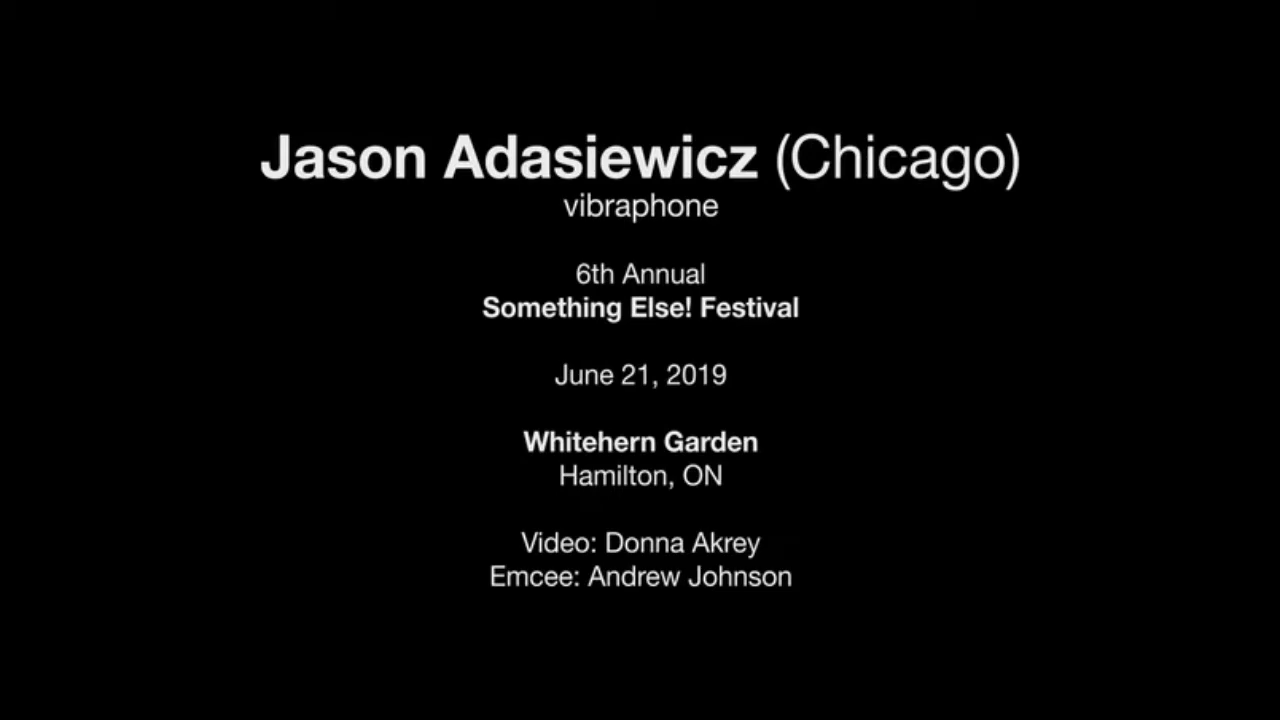 Jason Adasiewicz (Chicago)
vibraphone
6th Annual
Something Else! Festival
June 21, 2019
Whitehern Garden
Hamilton, ON
Video: Donna Akrey
Emcee: Andrew Johnson